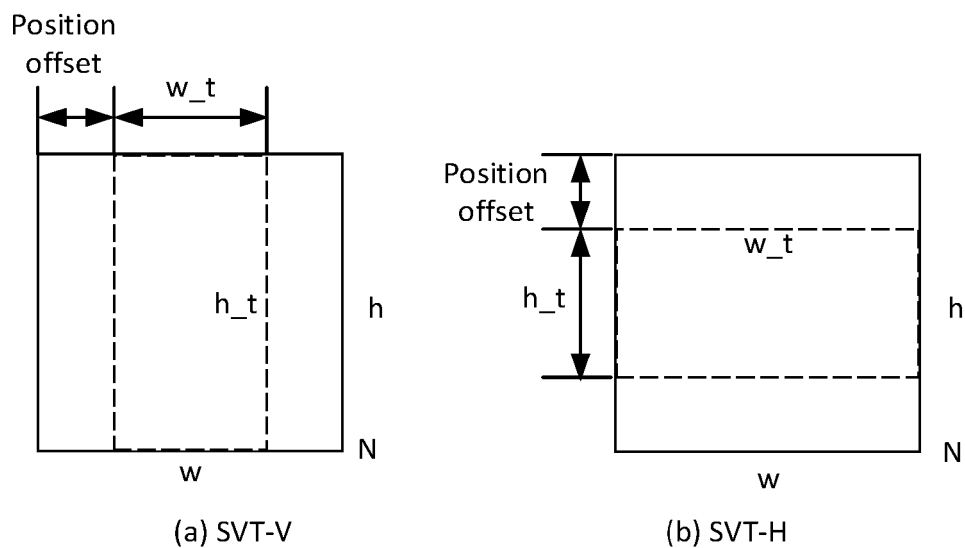 Position
offset
w_t
h_t
h
N
w
(a) SVT-V
Position
offset
w_t
h_t
h
N
w
(b) SVT-H